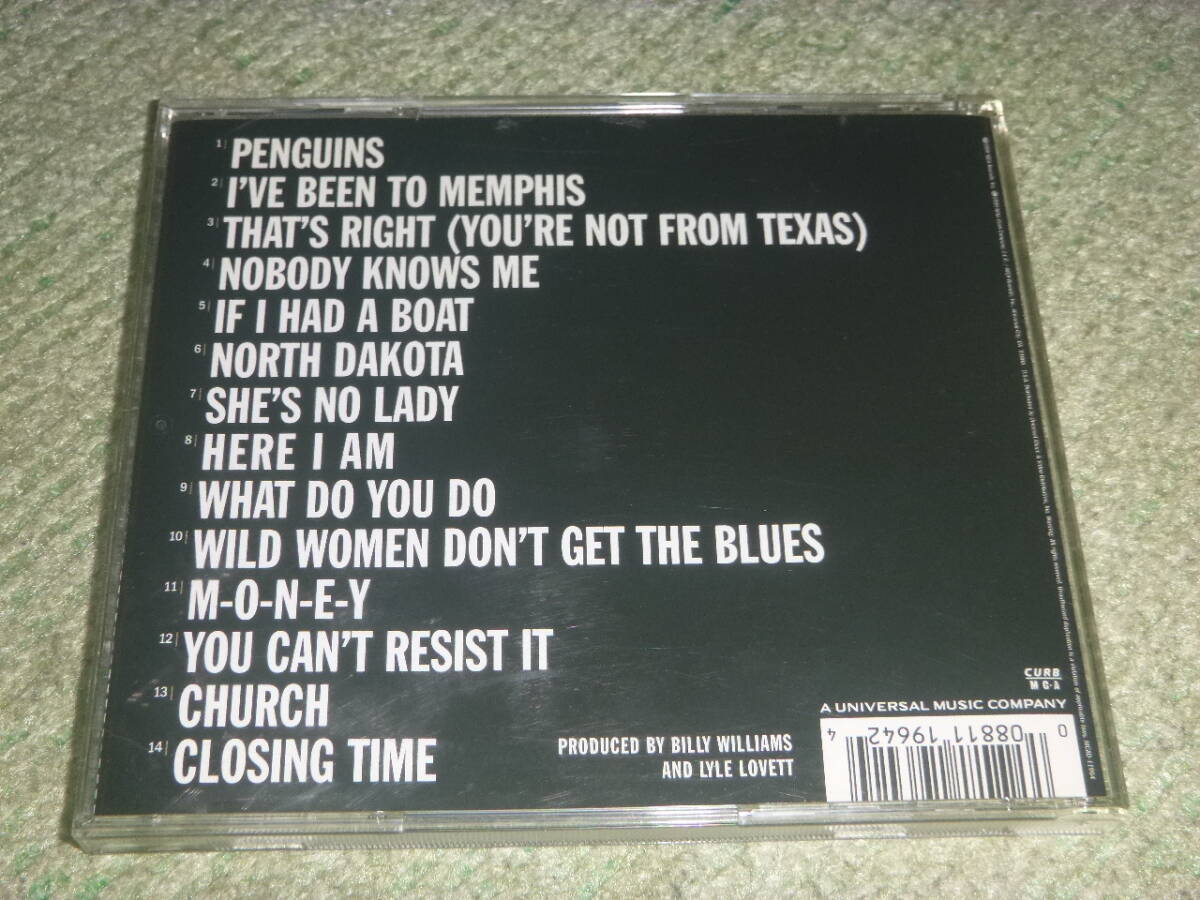 1 PENGUINS
2 I'VE BEEN TO MEMPHIS
3 THAT'S RIGHT (YOU'RE NOT FROM TEXAS)
4 NOBODY KNOWS ME
5 IF I HAD A BOAT
6 NORTH DAKOTA
7 SHE'S NO LADY
8 HERE I AM
9 WHAT DO YOU DO
10 WILD WOMEN DON'T GET THE BLUES
11 M-O-N-E-Y
12 YOU CAN'T RESIST IT
13 CHURCH
14 CLOSING TIME
PRODUCED BY BILLY WILLIAMS
AND LYLE LOVETT
CURB
MCA
A UNIVERSAL MUSIC COMPANY
0 08811 19642 4